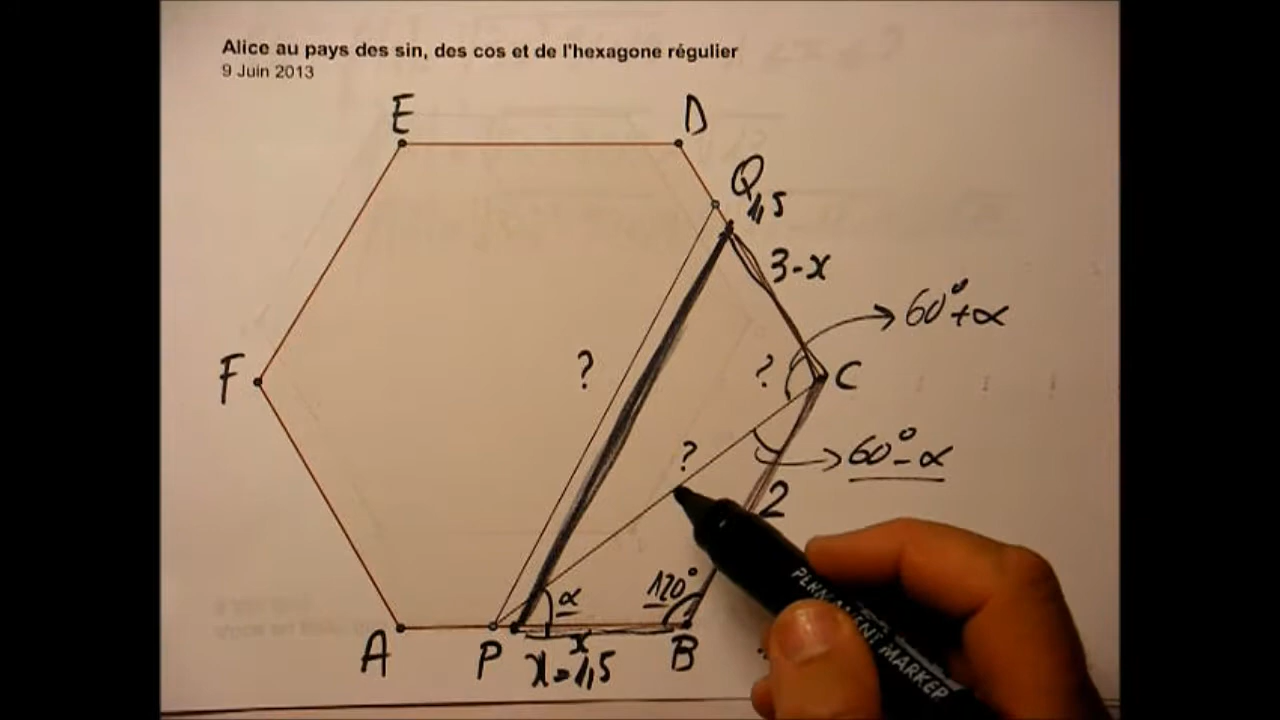 Alice au pays des sin, des cos et de l'hexagone régulier
9 Juin 2013
E
D
Q
1,5
3-x
60°+α
?
?
C
F
?
60°-α
2
120°
α
x
A
P
x=1,5
B
PERMANENT MARKER